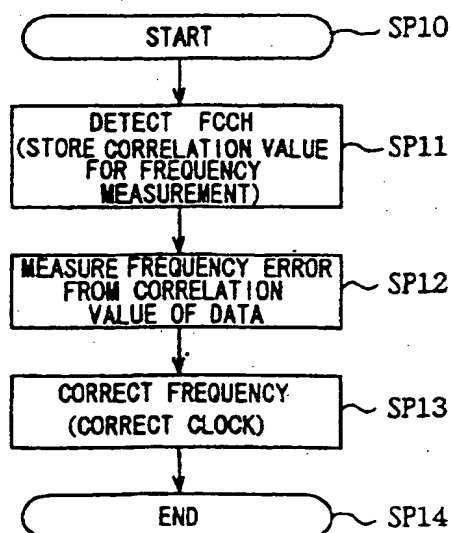 START
SP10
DETECT FCCH
(STORE CORRELATION VALUE
FOR FREQUENCY
MEASUREMENT)
SP11
MEASURE FREQUENCY ERROR
FROM CORRELATION
VALUE OF DATA
SP12
CORRECT FREQUENCY
(CORRECT CLOCK)
SP13
END
SP14